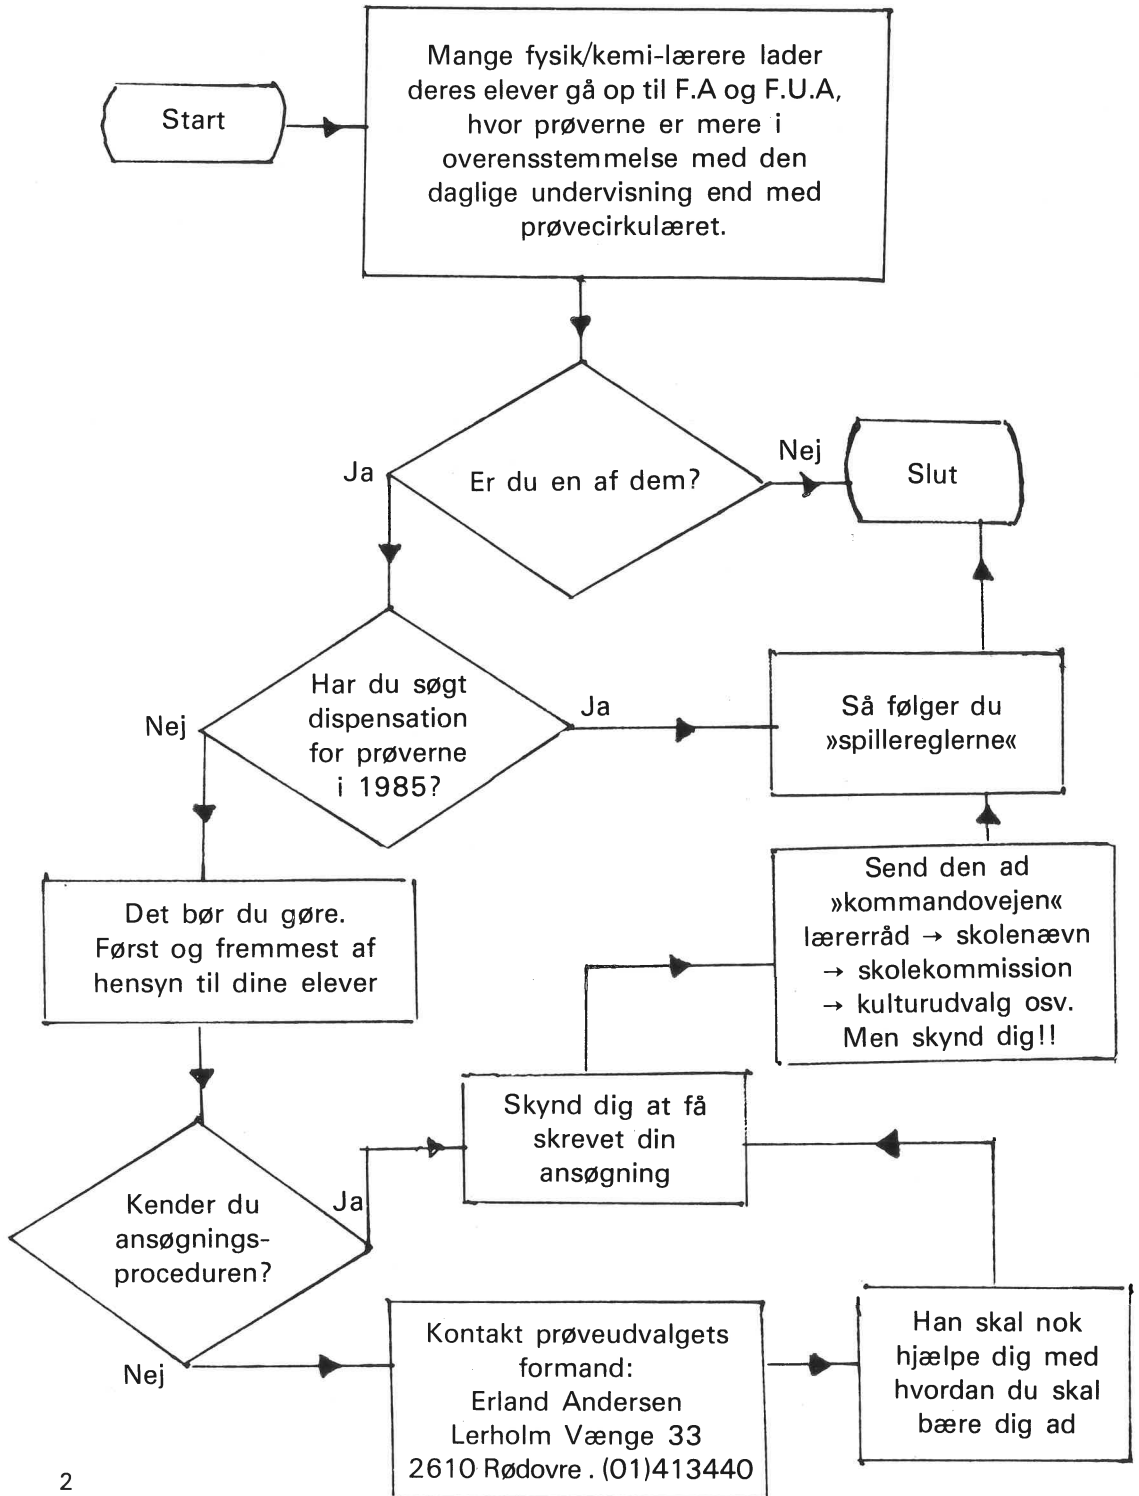 Start
Mange fysik/kemi-lærere lader
deres elever gå op til F.A og F.U.A,
hvor prøverne er mere i
overensstemmelse med den
daglige undervisning end med
prøvecirkulæret.
Er du en af dem?
Ja
Nej
Slut
Har du søgt
dispensation
for prøverne
i 1985?
Nej
Ja
Så følger du
»spillereglerne«
Det bør du gøre.
Først og fremmest af
hensyn til dine elever
Send den ad
»kommandovejen«
lærerråd → skolenævn
→ skolekommission
→ kulturudvalg osv.
Men skynd dig!!
Kender du
ansøgnings-
proceduren?
Ja
Nej
Skynd dig at få
skrevet din
ansøgning
Kontakt prøveudvalgets
formand:
Erland Andersen
Lerholm Vænge 33
2610 Rødovre . (01)413440
Han skal nok
hjælpe dig med
hvordan du skal
bære dig ad
2